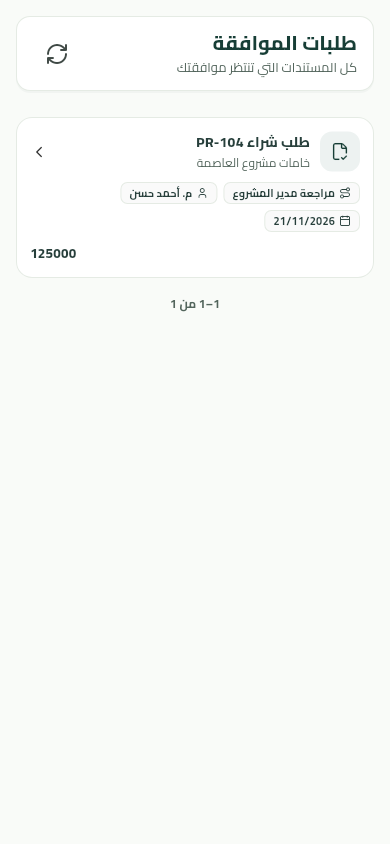 طلبات الموافقة
كل المستندات التي تنتظر موافقتك
طلب شراء PR-104
خامات مشروع العاصمة
مراجعة مدير المشروع
م. أحمد حسن
21/11/2026
125000
1–1 من 1